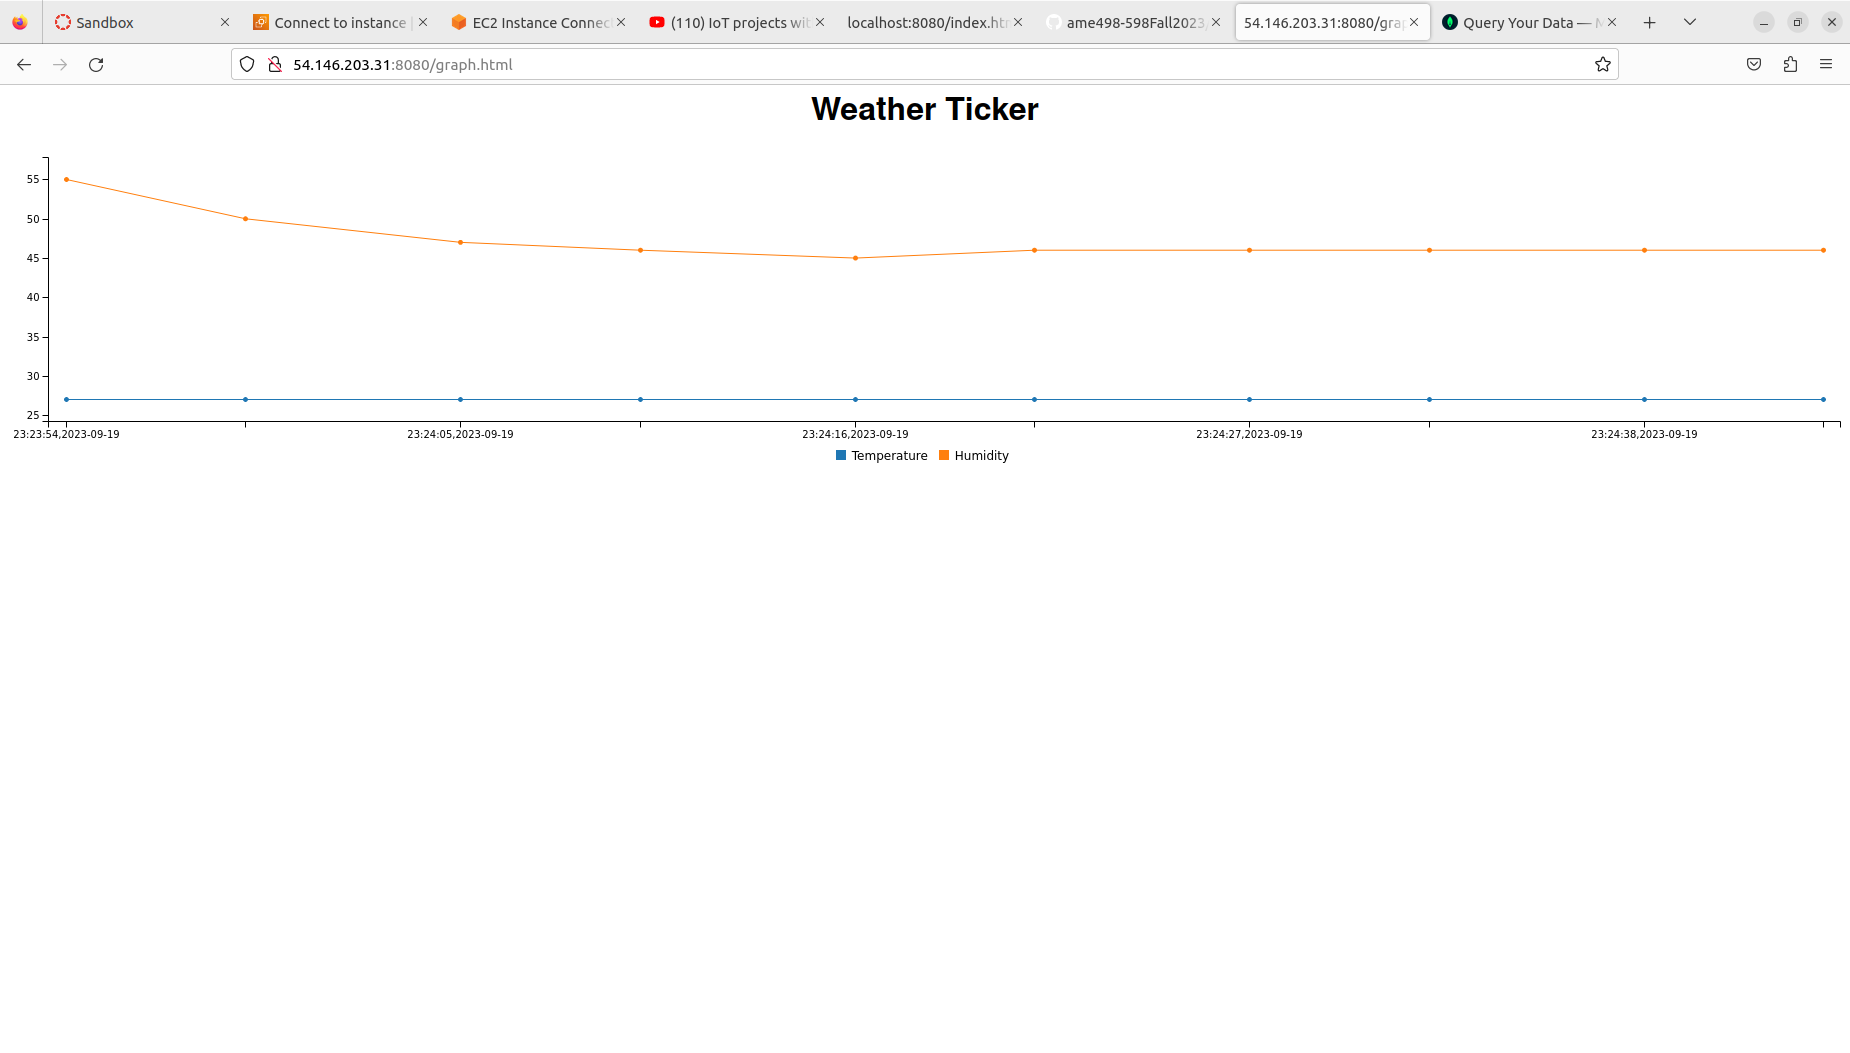 Sandbox
Connect to instance |
EC2 Instance Connec
(110) IoT projects wit
localhost:8080/index.ht
ame498-598Fall2023/
54.146.203.31:8080/gra
Query Your Data —
54.146.203.31:8080/graph.html
Weather Ticker
55
50
45
40
35
30
25
23:23:54,2023-09-19 23:24:05,2023-09-19 23:24:16,2023-09-19 23:24:27,2023-09-19 23:24:38,2023-09-19
Temperature Humidity